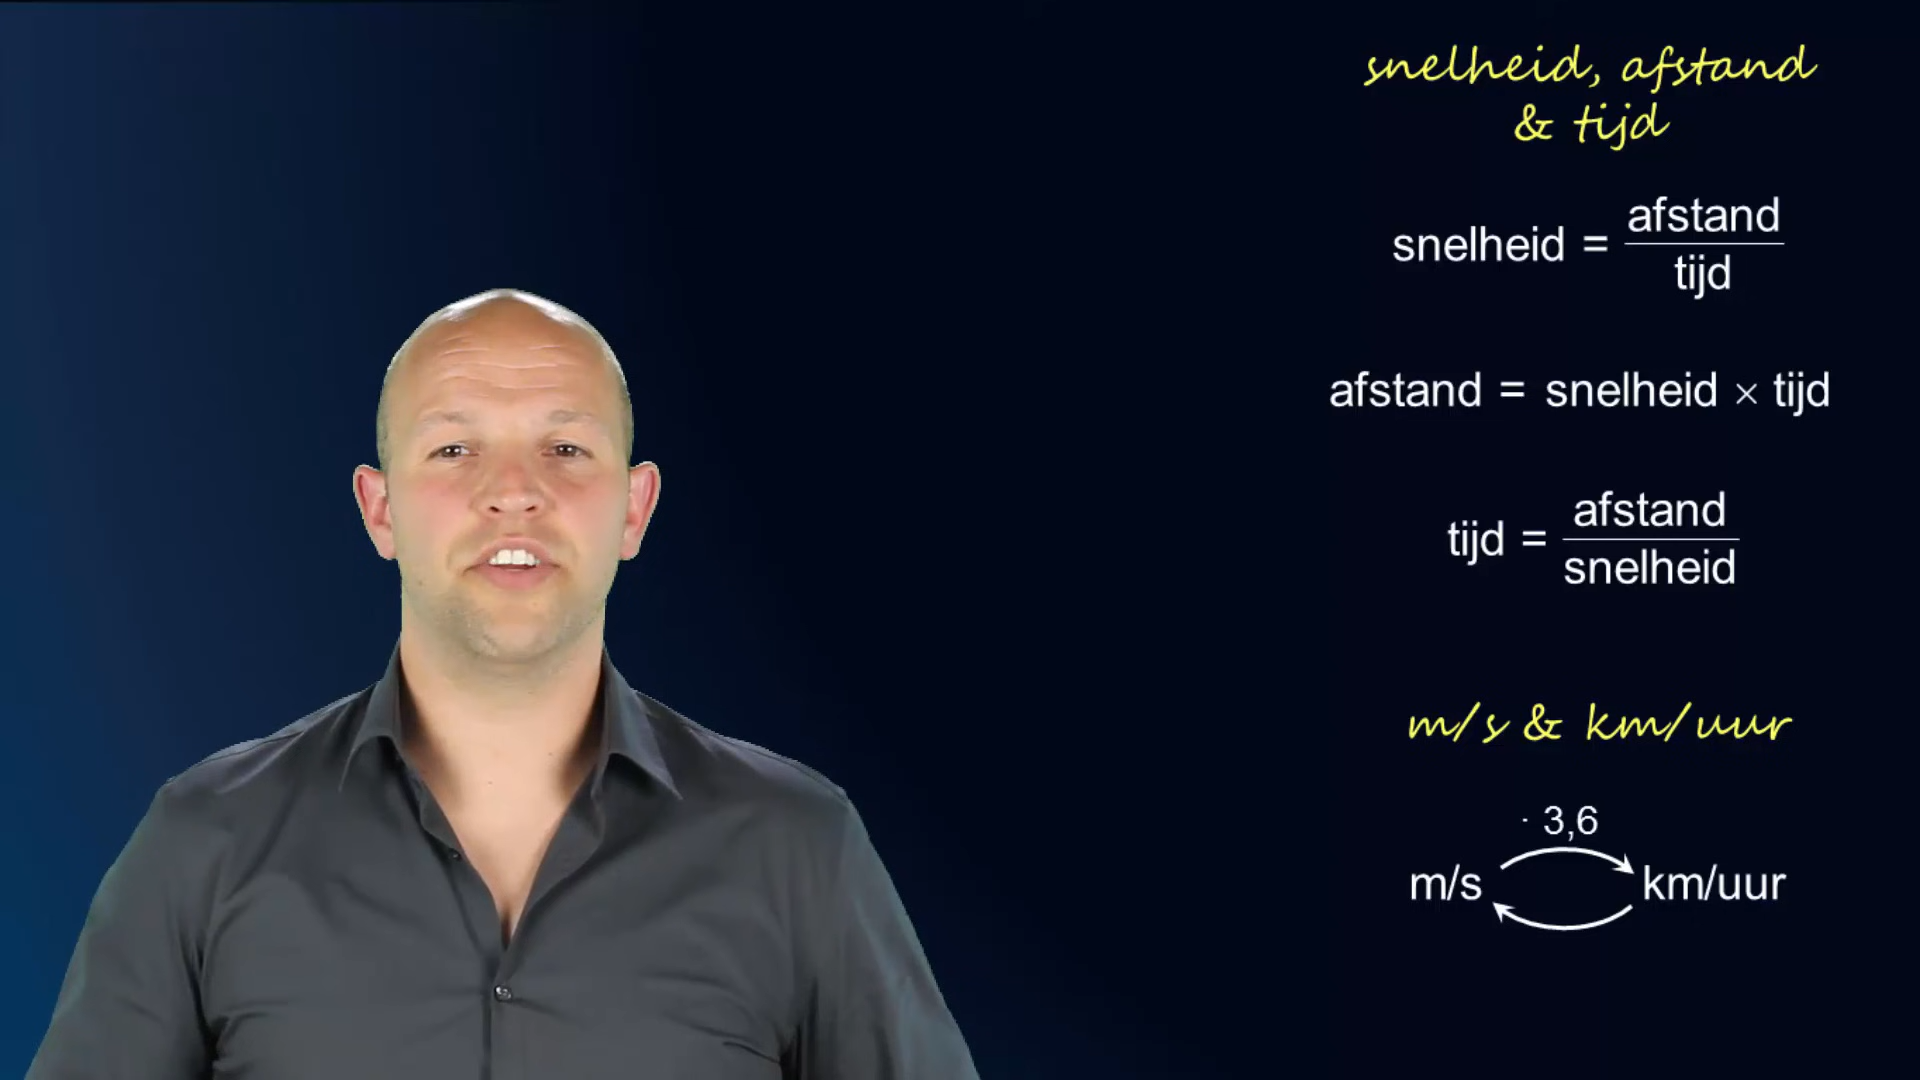 snelheid, afstand
& tijd
snelheid = afstand / tijd
afstand = snelheid × tijd
tijd = afstand / snelheid
m/s & km/uur
· 3,6
m/s km/uur